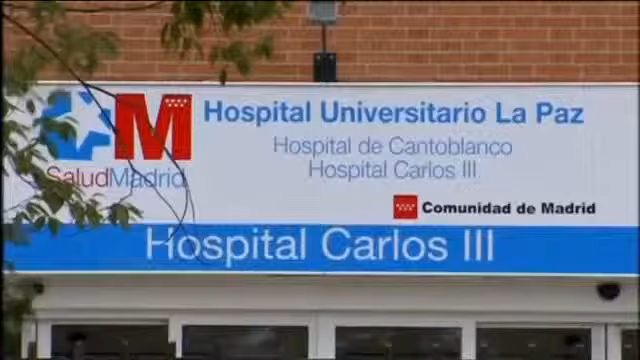 M
Hospital Universitario La Paz
Hospital de Cantoblanco
Hospital Carlos III
SaludMadrid
Comunidad de Madrid
Hospital Carlos III